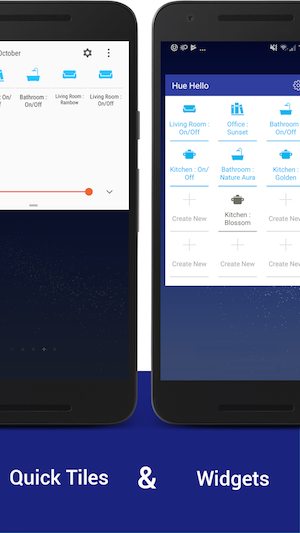 October
On/
Off
Bathroom :
On/Off
Living Room :
Rainbow
Living Room :
On/Off
Hue Hello
Living Room :
On/Off
Office :
Sunset
Bathroom
On/Off
Kitchen : On/
Off
Bathroom :
Nature Aura
Kitchen :
Golden
Create New
Kitchen :
Blossom
Create New
Create New
Create New
Create New
Quick Tiles & Widgets